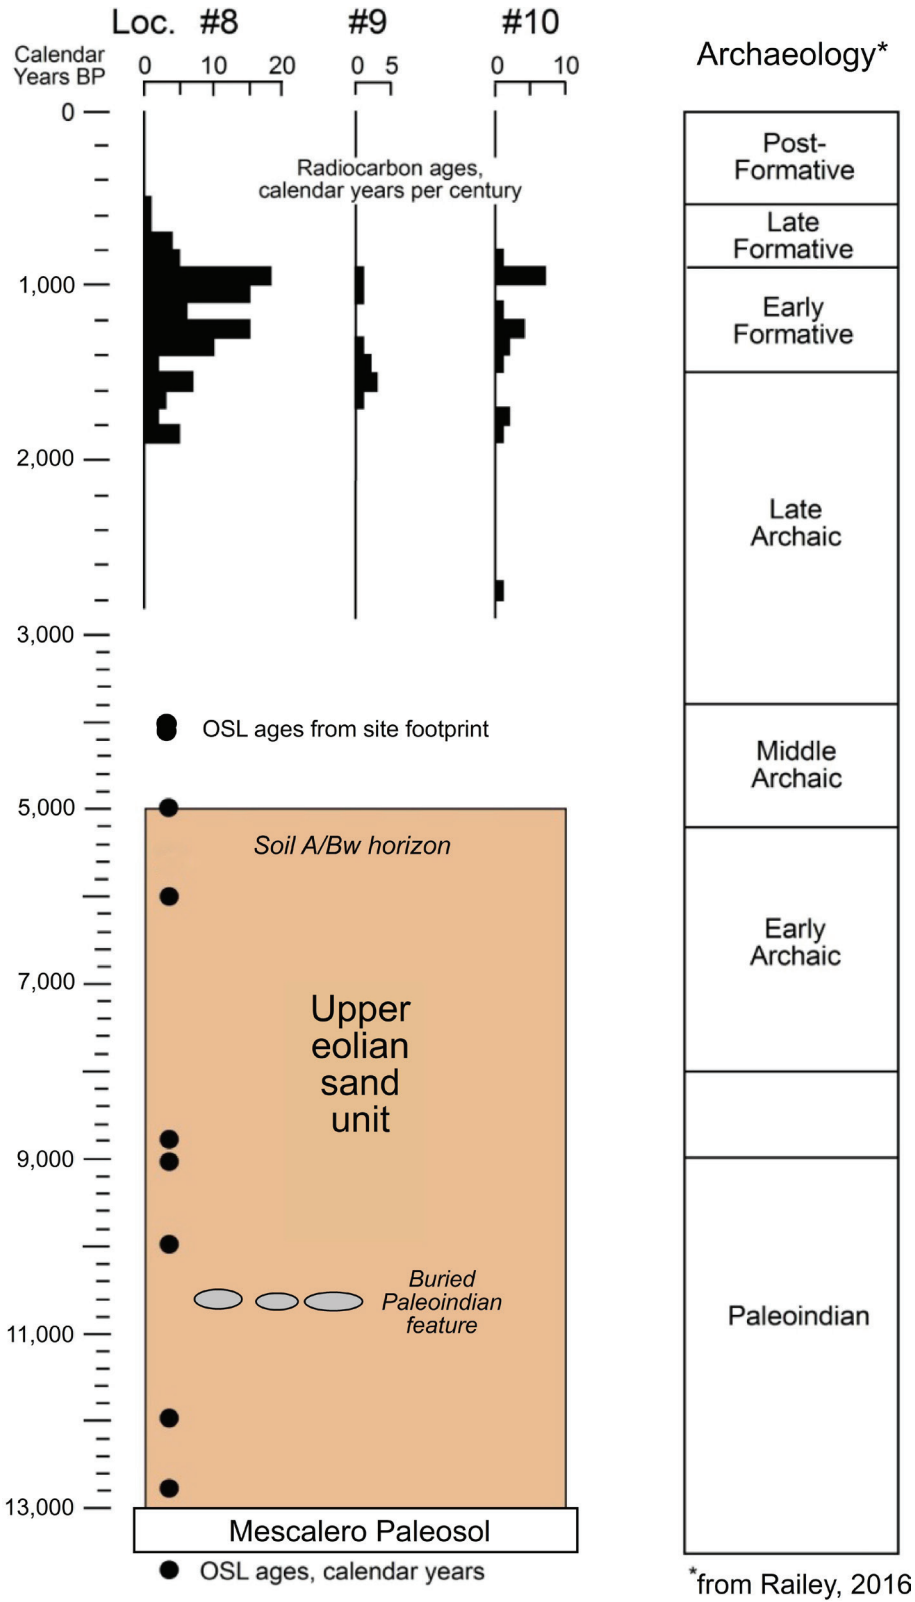 Loc. #8 #9 #10
Archaeology*
Calendar
Years BP
0 10 20 0 5 0 10
0
Post-
Formative
Radiocarbon ages,
calendar years per century
Late
Formative
1,000
Early
Formative
2,000
Late
Archaic
3,000
OSL ages from site footprint
Middle
Archaic
5,000
Soil A/Bw horizon
Early
Archaic
7,000
Upper
eolian
sand
unit
9,000
Buried
Paleoindian
feature
Paleoindian
11,000
13,000
Mescalero Paleosol
OSL ages, calendar years
*from Railey, 2016